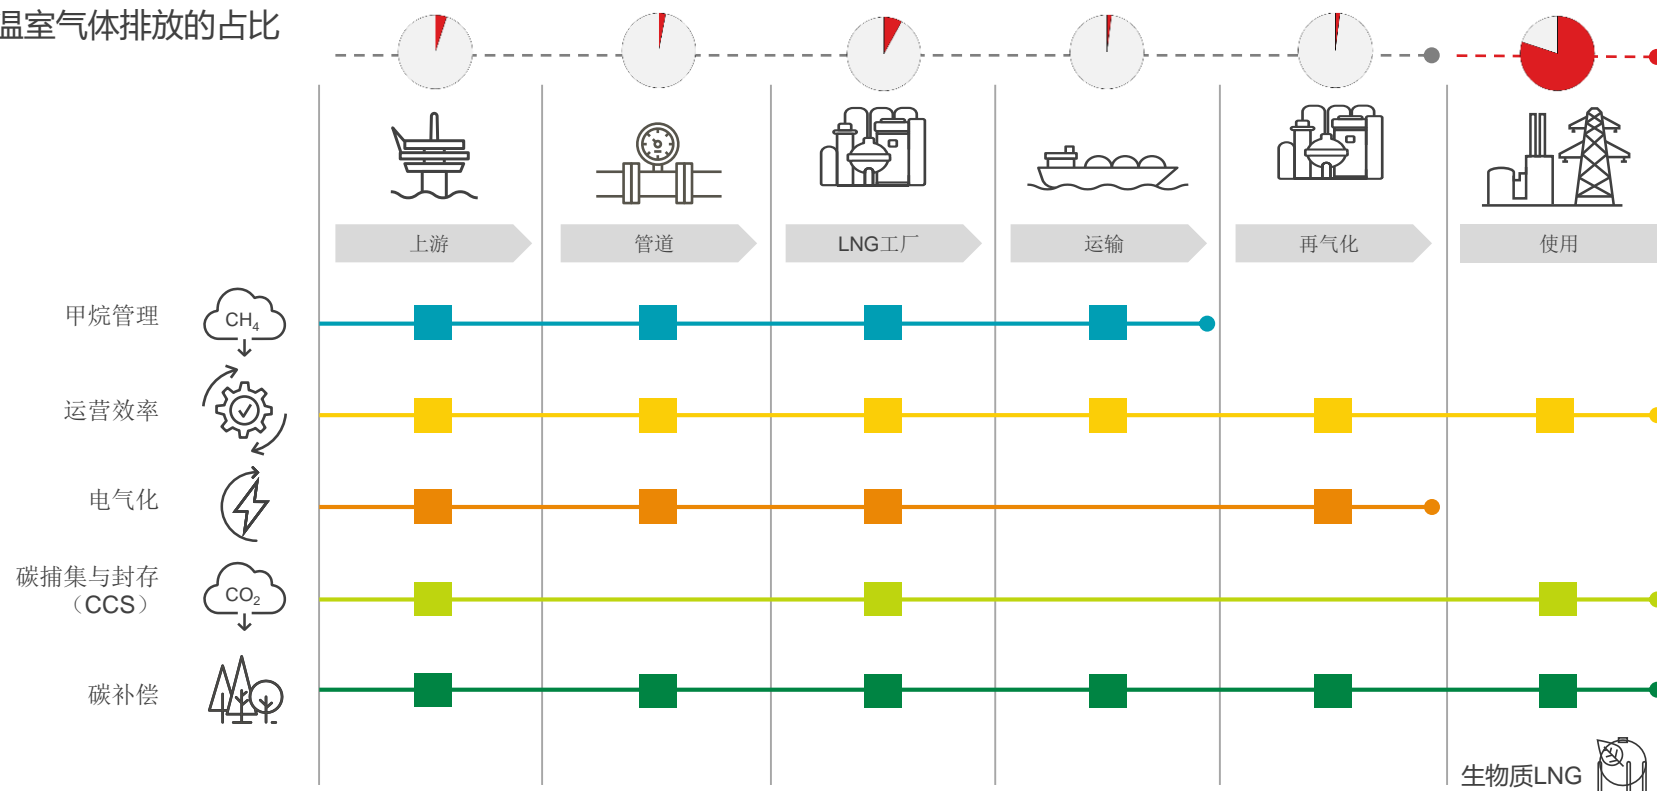 温室气体排放的占比
上游
管道
LNG工厂
运输
再气化
使用
甲烷管理
CH4
运营效率
电气化
碳捕集与封存
（CCS）
CO2
碳补偿
生物质LNG